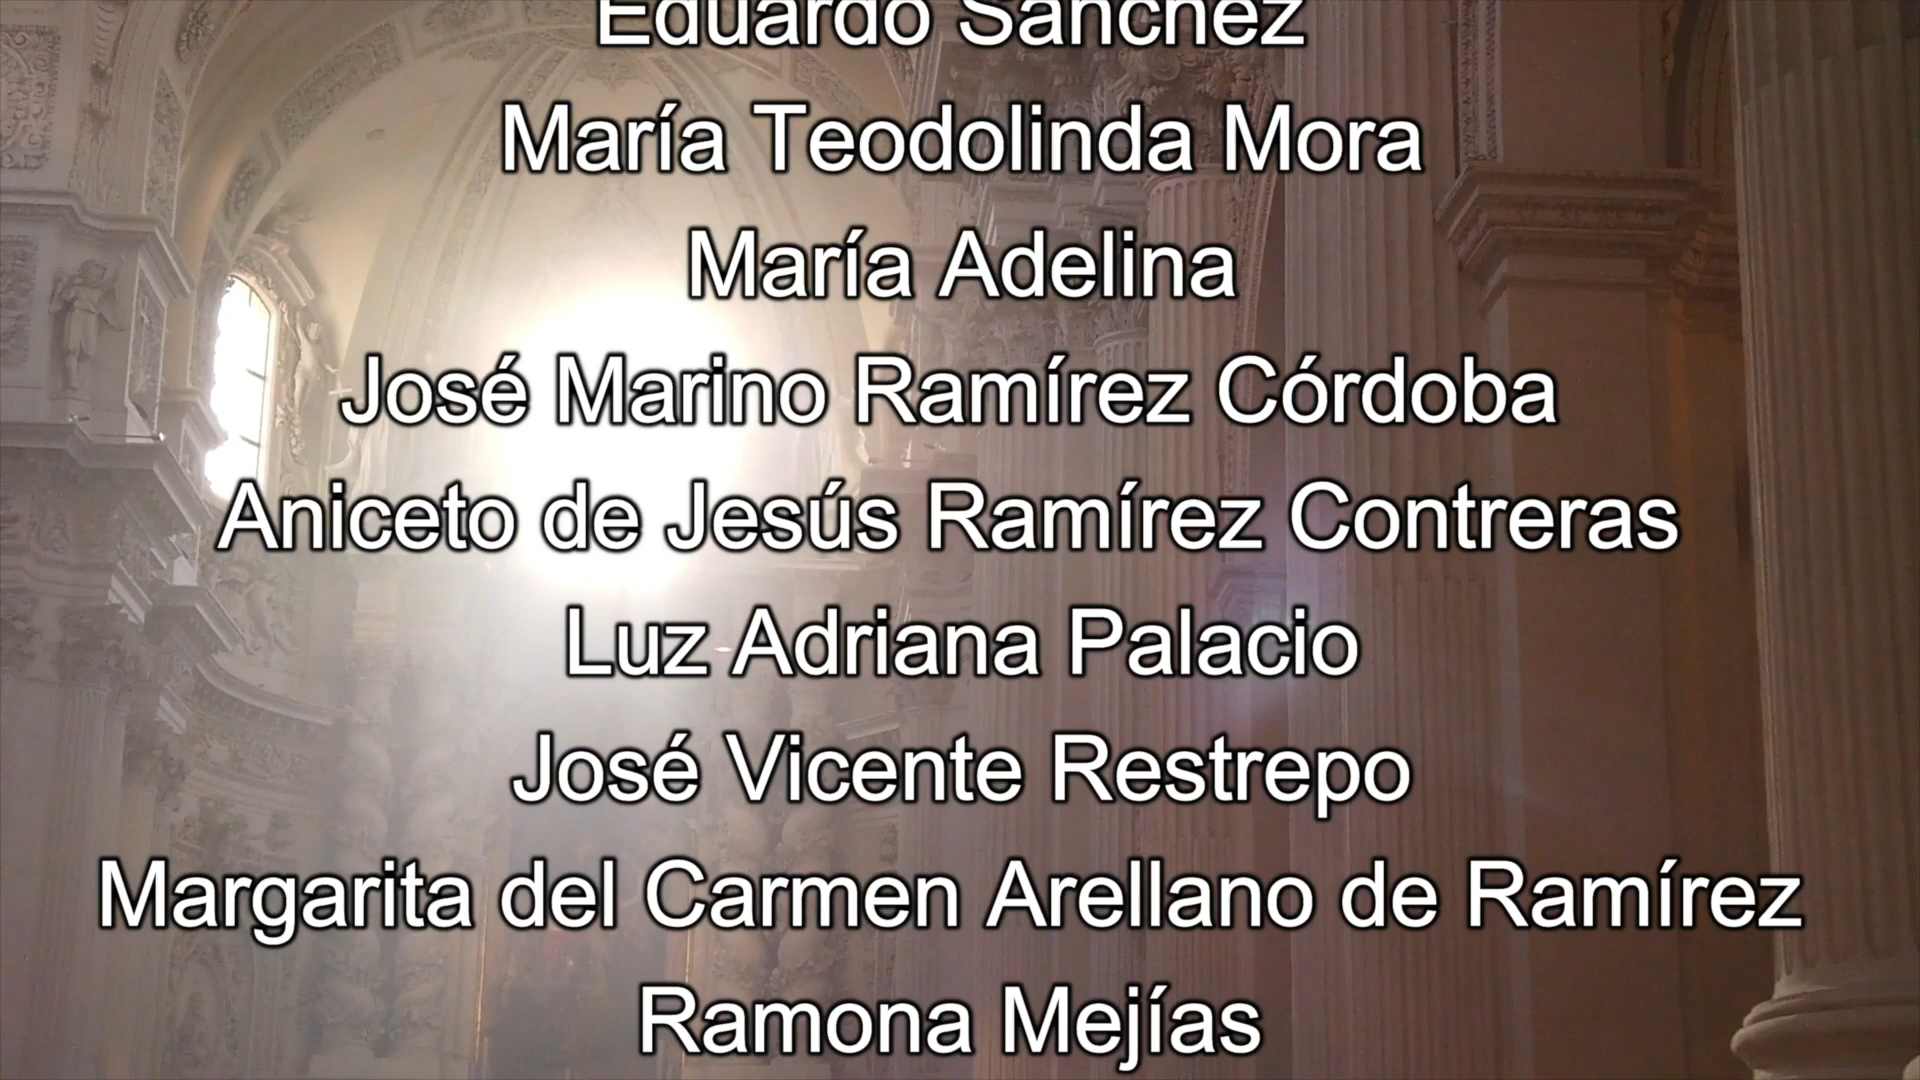 Eduardo Sánchez
María Teodolinda Mora
María Adelina
José Marino Ramírez Córdoba
Aniceto de Jesús Ramírez Contreras
Luz Adriana Palacio
José Vicente Restrepo
Margarita del Carmen Arellano de Ramírez
Ramona Mejías